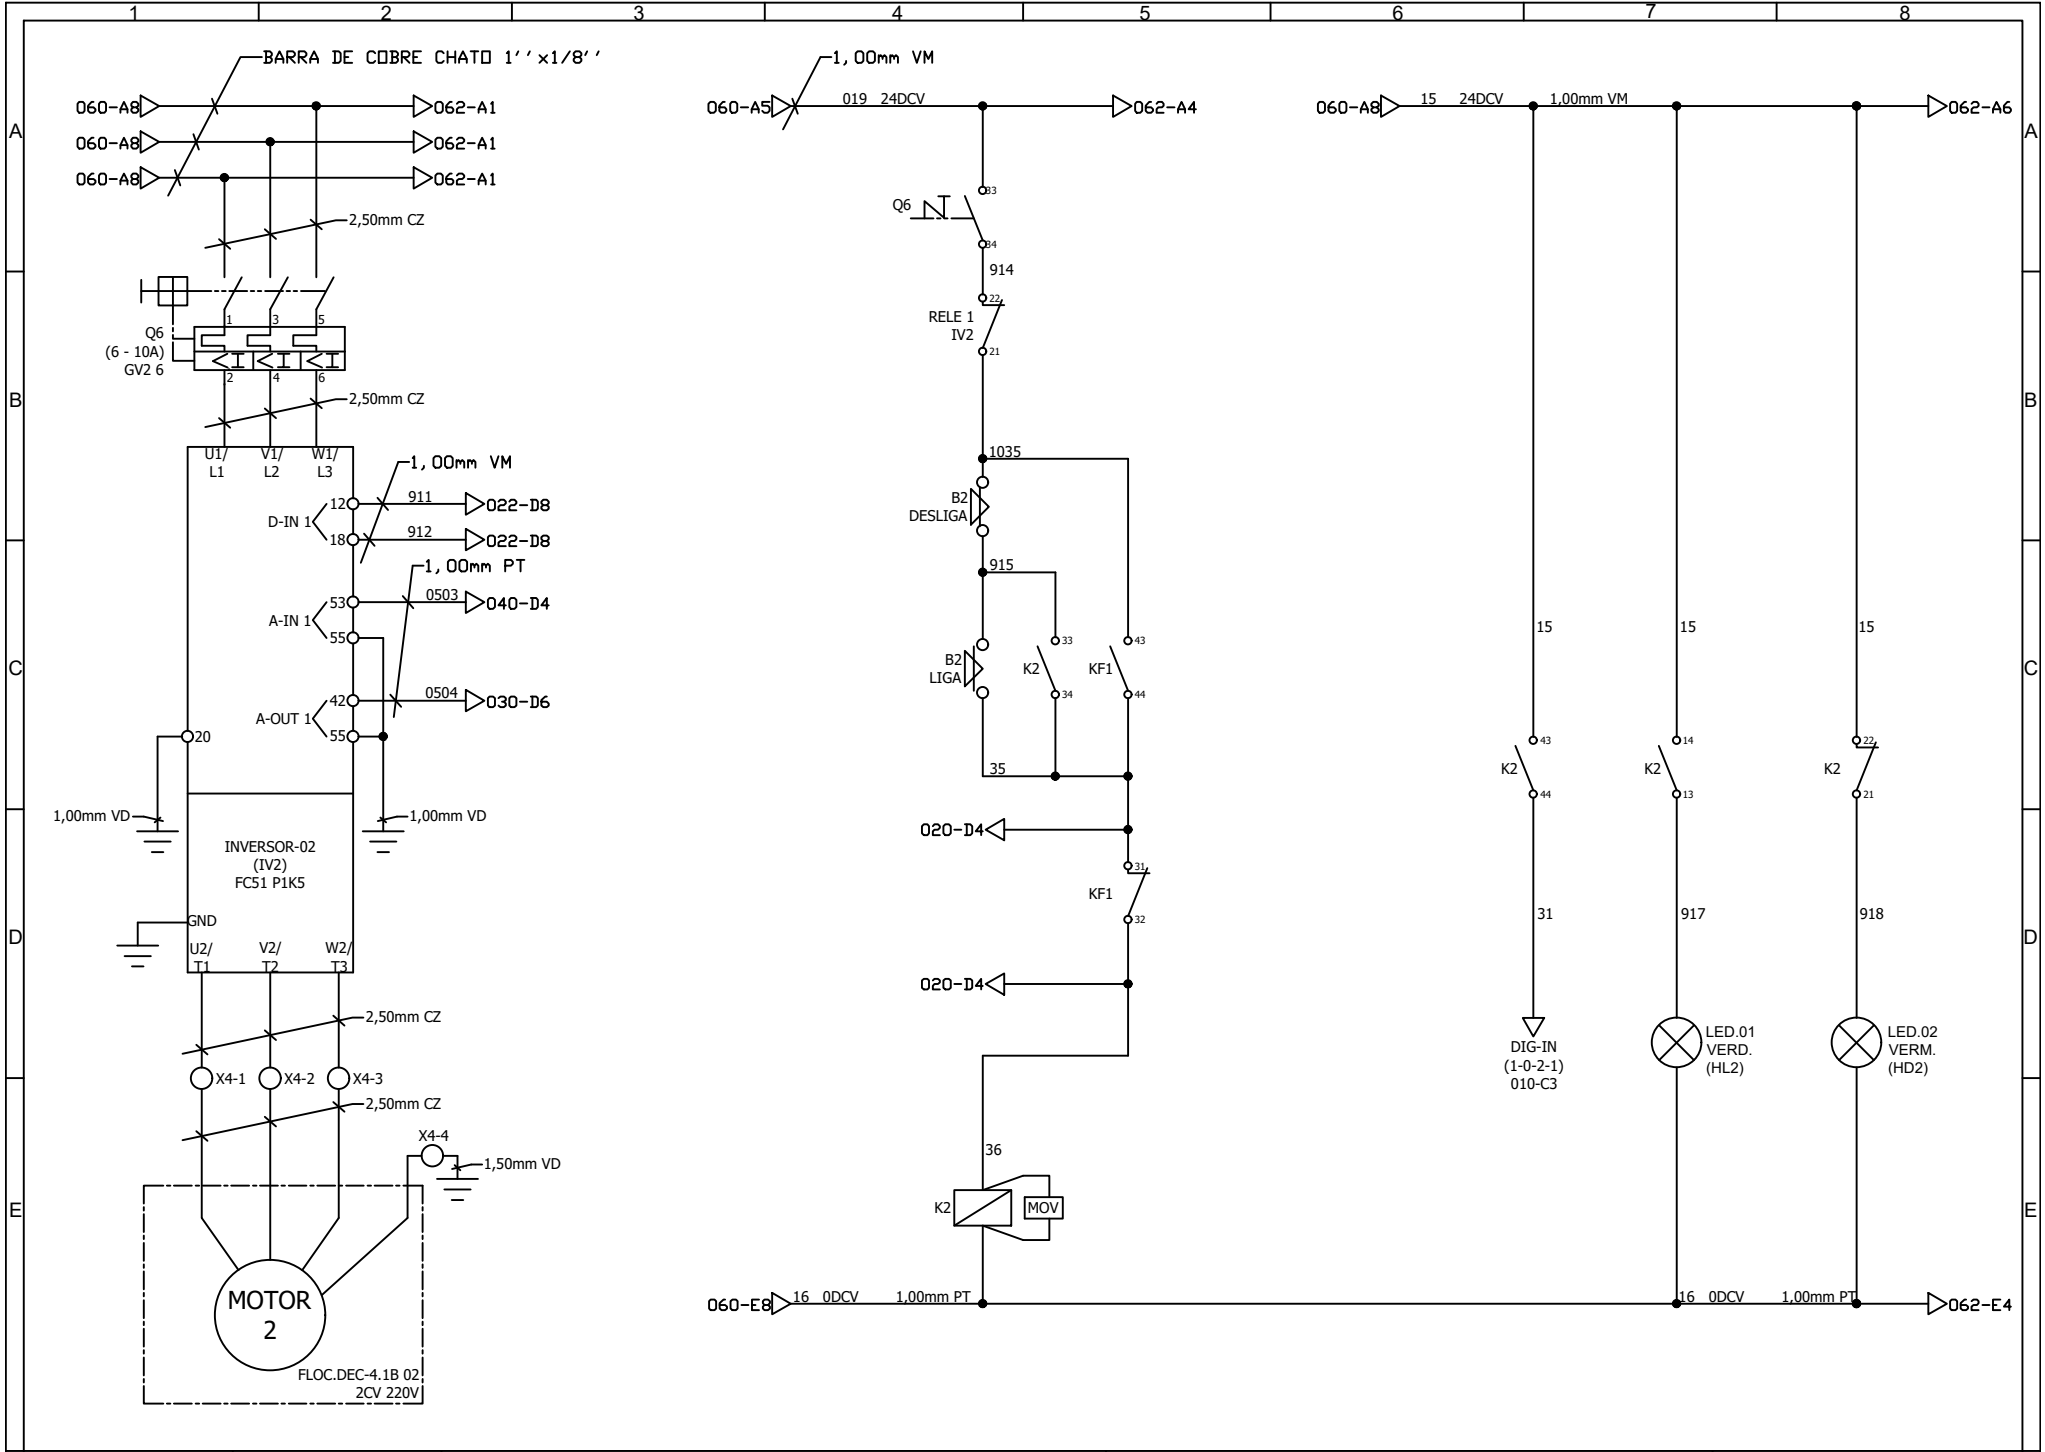 1 2 3 4 5 6 7 8
BARRA DE COBRE CHATO 1''x1/8''
1,00mm VM
060-A8 062-A1
060-A5 019 24DCV 062-A4
060-A8 15 24DCV 1,00mm VM 062-A6
A A
060-A8 062-A1
060-A8 062-A1
2,50mm CZ
Q6
33
34
914
22
RELE 1
IV2
21
1 3 5
Q6
(6 - 10A)
GV2 6
2 4 6
2,50mm CZ
B B
U1/ V1/ W1/
L1 L2 L3
1,00mm VM
1035
12 911 022-D8
D-IN 1
18 912 022-D8
B2
DESLIGA
1,00mm PT
915
53 0503 040-D4
A-IN 1
55
15 15 15
33 43
B2
LIGA
K2 KF1
34 44
C C
42 0504 030-D6
A-OUT 1
55
20
43 14 22
K2 K2 K2
44 13 21
35
1,00mm VD 1,00mm VD
020-D4
INVERSOR-02
(IV2)
FC51 P1K5
31
KF1
32
31 917 918
GND
D D
U2/ V2/ W2/
T1 T2 T3
020-D4
2,50mm CZ
DIG-IN
(1-0-2-1)
010-C3
LED.01
VERD.
(HL2)
LED.02
VERM.
(HD2)
X4-1 X4-2 X4-3
2,50mm CZ
X4-4
1,50mm VD
36
K2 MOV
E E
MOTOR
2
060-E8 16 0DCV 1,00mm PT 16 0DCV 1,00mm PT 062-E4
FLOC.DEC-4.1B 02
2CV 220V